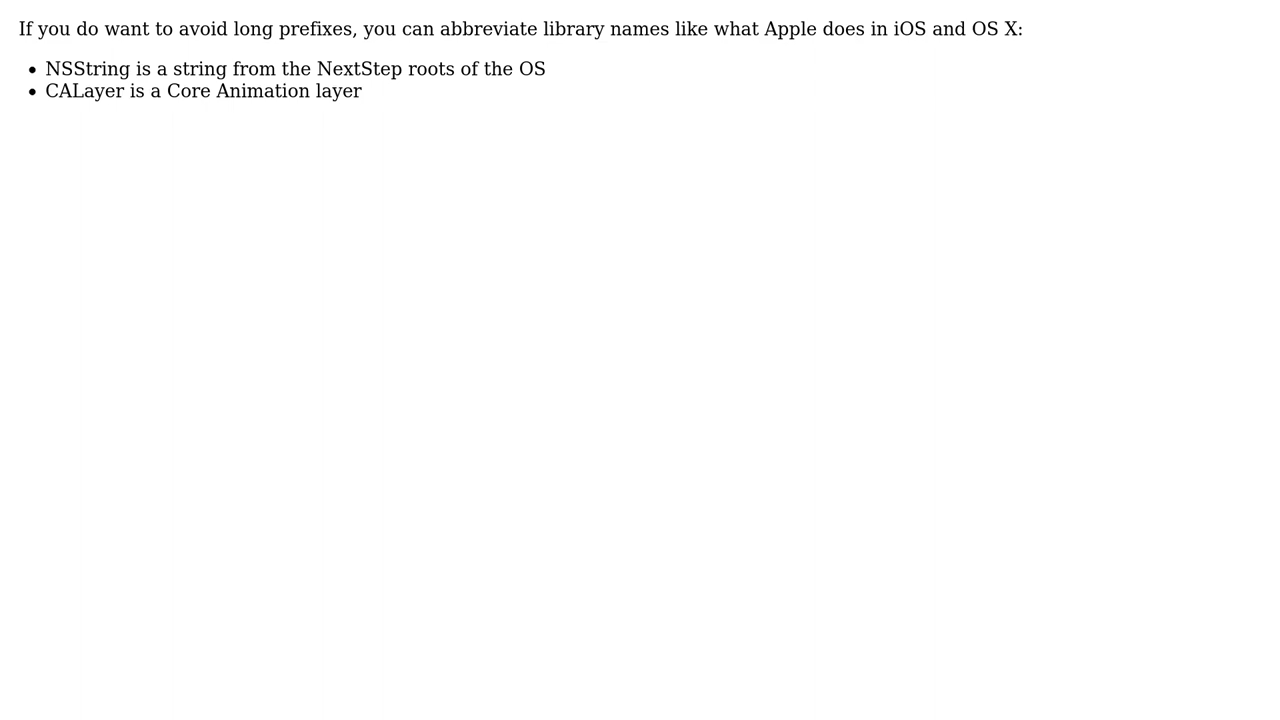 If you do want to avoid long prefixes, you can abbreviate library names like what Apple does in iOS and OS X:
• NSString is a string from the NextStep roots of the OS
• CALayer is a Core Animation layer